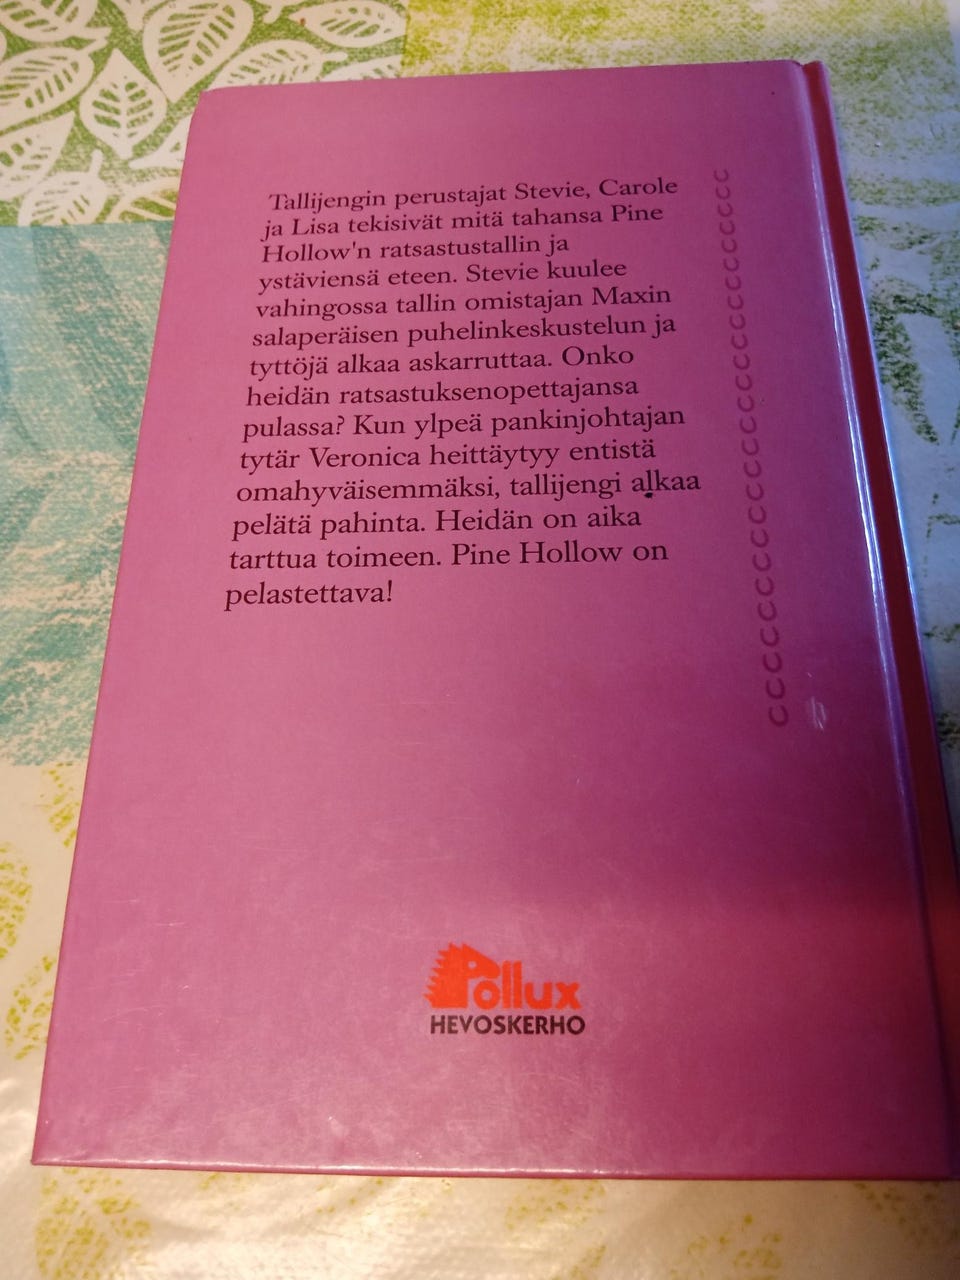 Tallijengin perustajat Stevie, Carole
ja Lisa tekisivät mitä tahansa Pine
Hollow'n ratsastustallin ja
ystäviensä eteen. Stevie kuulee
vahingossa tallin omistajan Maxin
salaperäisen puhelinkeskustelun ja
tyttöjä alkaa askarruttaa. Onko
heidän ratsastuksenopettajansa
pulassa? Kun ylpeä pankinjohtajan
tytär Veronica heittäytyy entistä
omahyväisemmäksi, tallijengi alkaa
pelätä pahinta. Heidän on aika
tarttua toimeen. Pine Hollow on
pelastettava!
Pollux
HEVOSKERHO